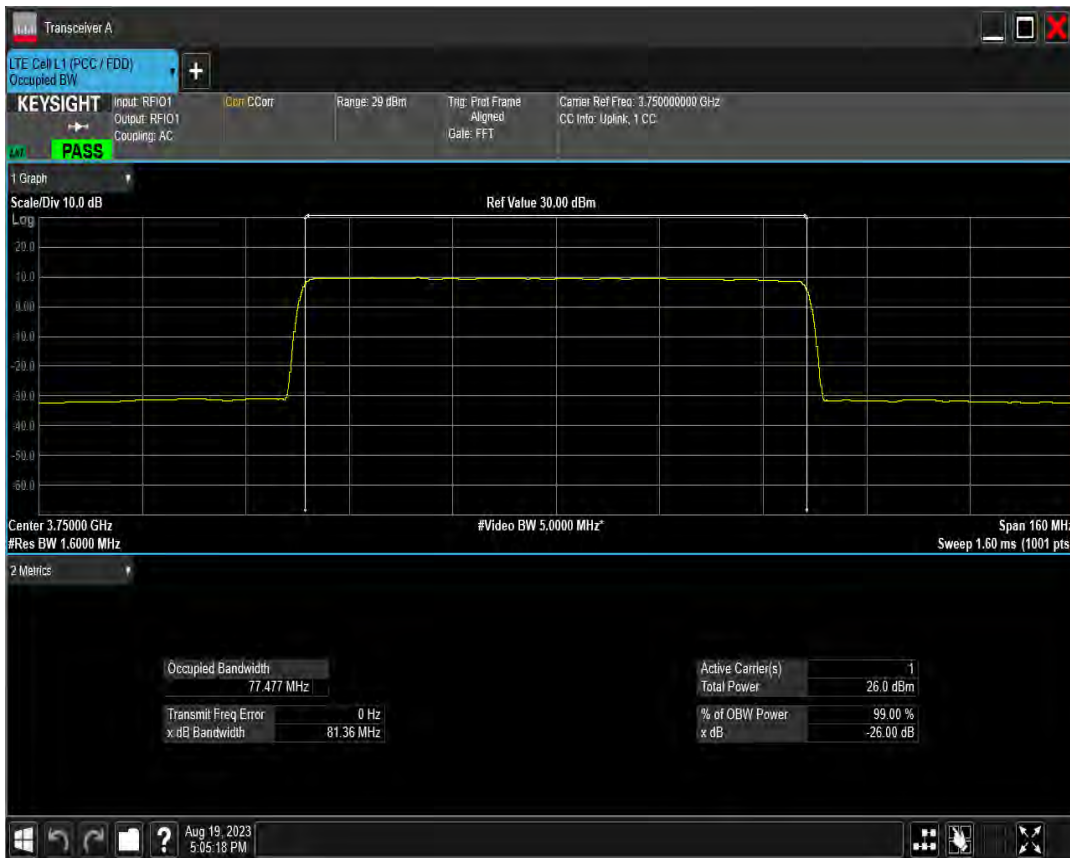 Transceiver A
LTE Cell L1 (PCC / FDD)
Occupied BW
+
KEYSIGHT
Input: RFIO1
Output: RFIO1
Coupling: AC
Corr CCorr
Range: 29 dBm
Trig: Prot Frame
Aligned
Gate: FFT
Carrier Ref Freq: 3.750000000 GHz
CC Info: Uplink, 1 CC
PASS
1 Graph
Scale/Div 10.0 dB
Ref Value 30.00 dBm
Log
20.0
10.0
0.00
-10.0
-20.0
-30.0
-40.0
-50.0
-60.0
Center 3.75000 GHz
#Video BW 5.0000 MHz*
Span 160 MHz
#Res BW 1.6000 MHz
Sweep 1.60 ms (1001 pts
2 Metrics
Occupied Bandwidth
77.477 MHz
Transmit Freq Error 0 Hz
x dB Bandwidth 81.36 MHz
Active Carrier(s) 1
Total Power 26.0 dBm
% of OBW Power 99.00 %
x dB -26.00 dB
?
Aug 19, 2023
5:05:18 PM